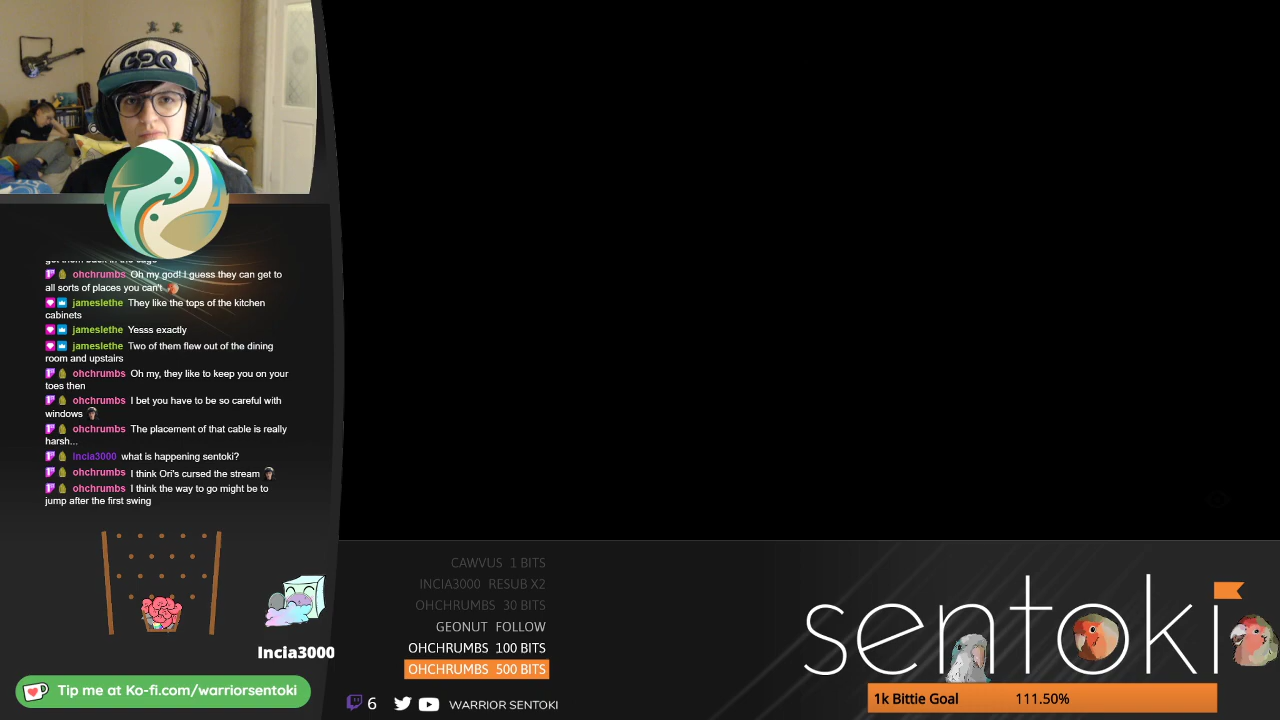 GDQ
ohchrumbs Oh my god! I guess they can get to
all sorts of places you can't
jameslethe They like the tops of the kitchen
cabinets
jameslethe Yesss exactly
jameslethe Two of them flew out of the dining
room and upstairs
ohchrumbs Oh my, they like to keep you on your
toes then
ohchrumbs I bet you have to be so careful with
windows
ohchrumbs The placement of that cable is really
harsh...
Incia3000 what is happening sentoki?
ohchrumbs I think Ori's cursed the stream
ohchrumbs I think the way to go might be to
jump after the first swing
Incia3000
Tip me at Ko-fi.com/warriorsentoki
CAWVUS 1 BITS
INCIA3000 RESUB X2
OHCHRUMBS 30 BITS
GEONUT FOLLOW
OHCHRUMBS 100 BITS
OHCHRUMBS 500 BITS
6 WARRIOR SENTOKI
sentoki
1k Bittie Goal 111.50%